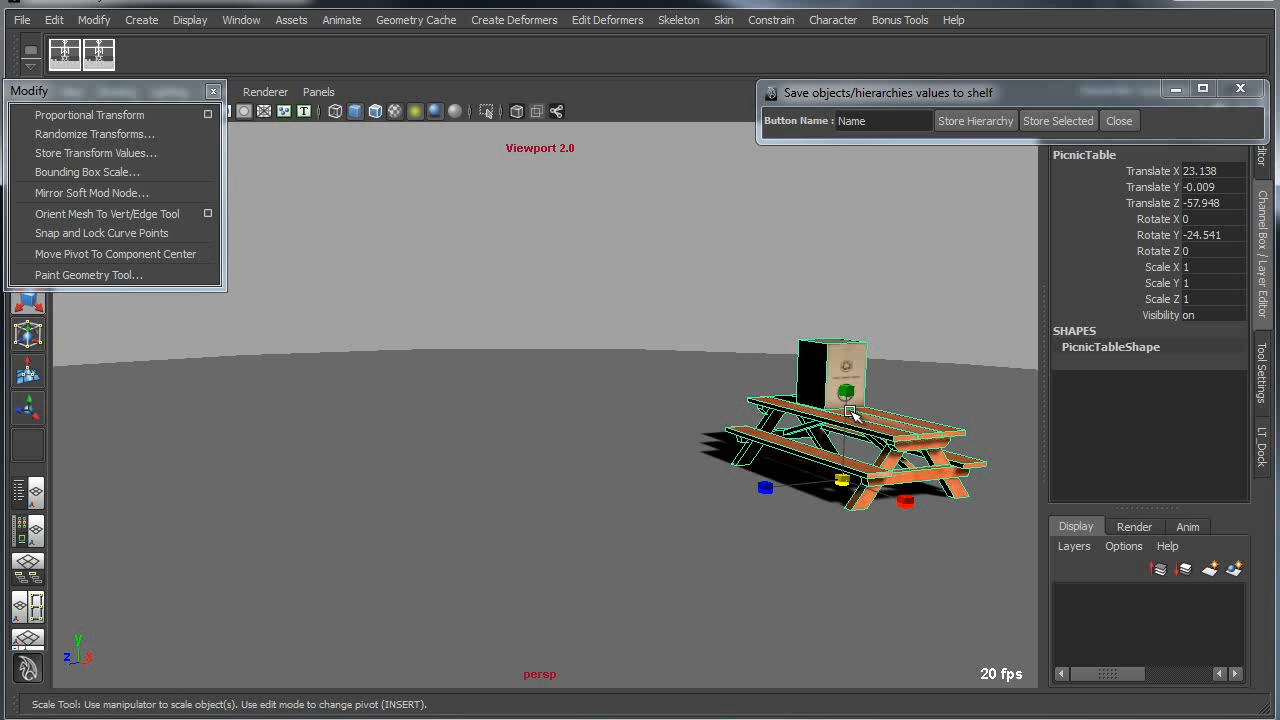 File Edit Modify Create Display Window Assets Animate Geometry Cache Create Deformers Edit Deformers Skeleton Skin Constrain Character Bonus Tools Help
Modify
Renderer Panels
Save objects/hierarchies values to shelf
Button Name : Name Store Hierarchy Store Selected Close
Proportional Transform
Randomize Transforms...
Store Transform Values...
Bounding Box Scale...
Mirror Soft Mod Node...
Orient Mesh To Vert/Edge Tool
Snap and Lock Curve Points
Move Pivot To Component Center
Paint Geometry Tool...
Viewport 2.0
PicnicTable
Translate X 23.138
Translate Y -0.009
Translate Z -57.948
Rotate X 0
Rotate Y -24.541
Rotate Z 0
Scale X 1
Scale Y 1
Scale Z 1
Visibility on
SHAPES
PicnicTableShape
Channel Box / Layer Editor
Tool Settings
LT_Dock
Display Render Anim
Layers Options Help
y
z x
persp
20 fps
Scale Tool: Use manipulator to scale object(s). Use edit mode to change pivot (INSERT).